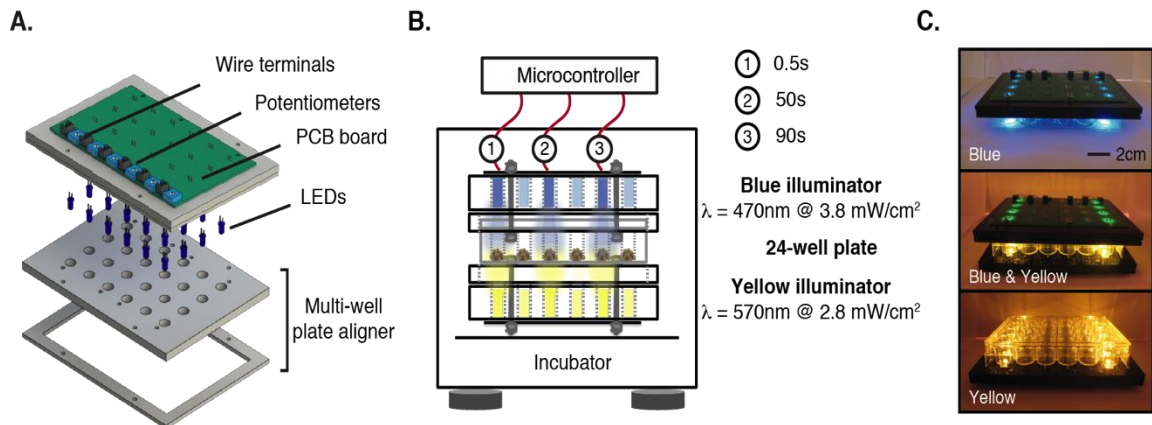 A.
Wire terminals
Potentiometers
PCB board
LEDs
Multi-well
plate aligner
B.
Microcontroller
1 2 3
Incubator
1 0.5s
2 50s
3 90s
Blue illuminator
λ = 470nm @ 3.8 mW/cm²
24-well plate
Yellow illuminator
λ = 570nm @ 2.8 mW/cm²
C.
Blue
2cm
Blue & Yellow
Yellow